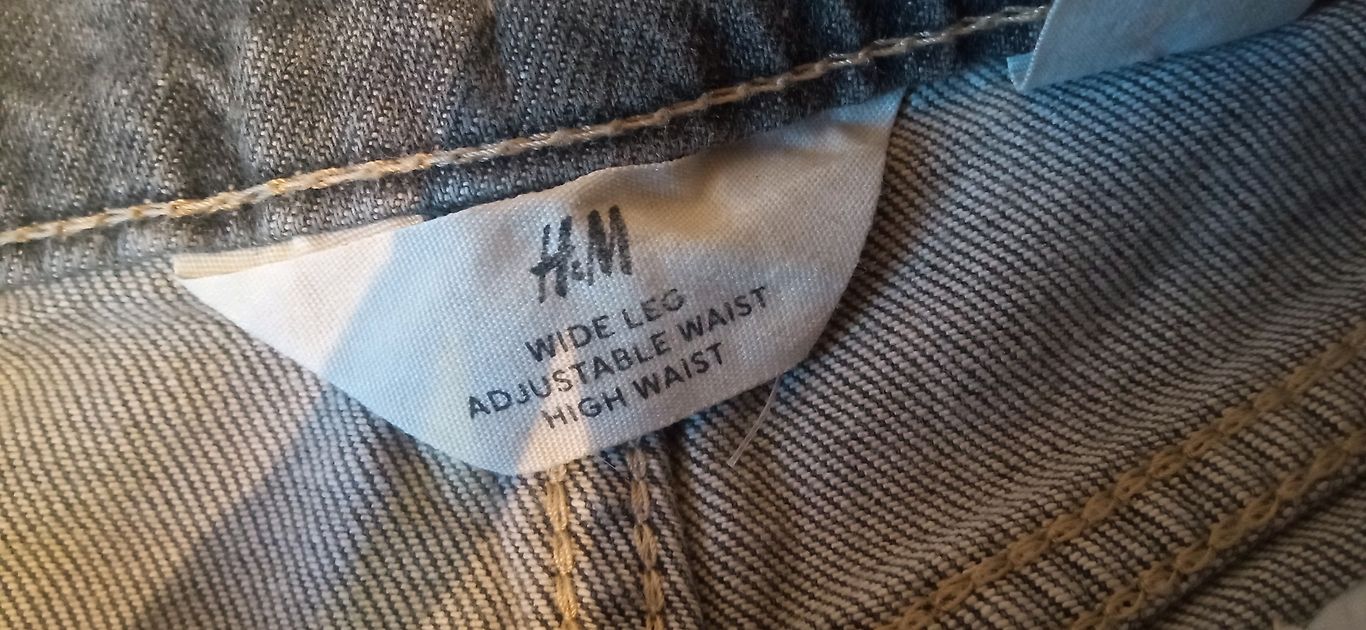 H&M
WIDE LEG
ADJUSTABLE WAIST
HIGH WAIST